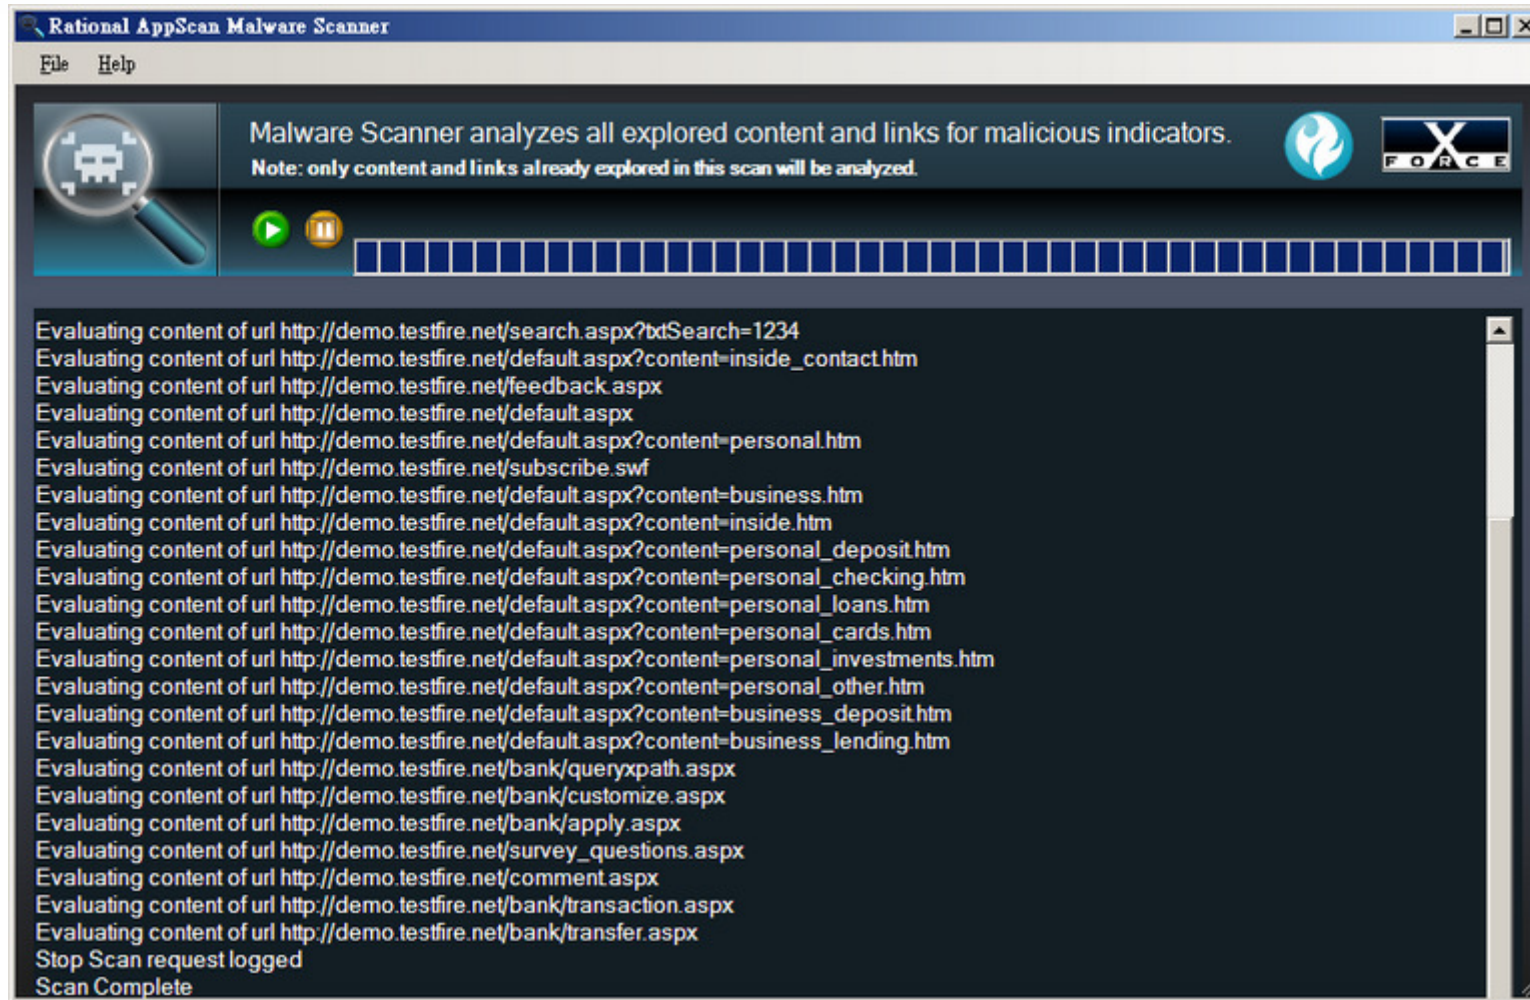 Rational AppScan Malware Scanner
File Help
Malware Scanner analyzes all explored content and links for malicious indicators.
Note: only content and links already explored in this scan will be analyzed.
X
FORCE
Evaluating content of url http://demo.testfire.net/search.aspx?txtSearch=1234
Evaluating content of url http://demo.testfire.net/default.aspx?content=inside_contact.htm
Evaluating content of url http://demo.testfire.net/feedback.aspx
Evaluating content of url http://demo.testfire.net/default.aspx
Evaluating content of url http://demo.testfire.net/default.aspx?content=personal.htm
Evaluating content of url http://demo.testfire.net/subscribe.swf
Evaluating content of url http://demo.testfire.net/default.aspx?content=business.htm
Evaluating content of url http://demo.testfire.net/default.aspx?content=inside.htm
Evaluating content of url http://demo.testfire.net/default.aspx?content=personal_deposit.htm
Evaluating content of url http://demo.testfire.net/default.aspx?content=personal_checking.htm
Evaluating content of url http://demo.testfire.net/default.aspx?content=personal_loans.htm
Evaluating content of url http://demo.testfire.net/default.aspx?content=personal_cards.htm
Evaluating content of url http://demo.testfire.net/default.aspx?content=personal_investments.htm
Evaluating content of url http://demo.testfire.net/default.aspx?content=personal_other.htm
Evaluating content of url http://demo.testfire.net/default.aspx?content=business_deposit.htm
Evaluating content of url http://demo.testfire.net/default.aspx?content=business_lending.htm
Evaluating content of url http://demo.testfire.net/bank/queryxpath.aspx
Evaluating content of url http://demo.testfire.net/bank/customize.aspx
Evaluating content of url http://demo.testfire.net/bank/apply.aspx
Evaluating content of url http://demo.testfire.net/survey_questions.aspx
Evaluating content of url http://demo.testfire.net/comment.aspx
Evaluating content of url http://demo.testfire.net/bank/transaction.aspx
Evaluating content of url http://demo.testfire.net/bank/transfer.aspx
Stop Scan request logged
Scan Complete